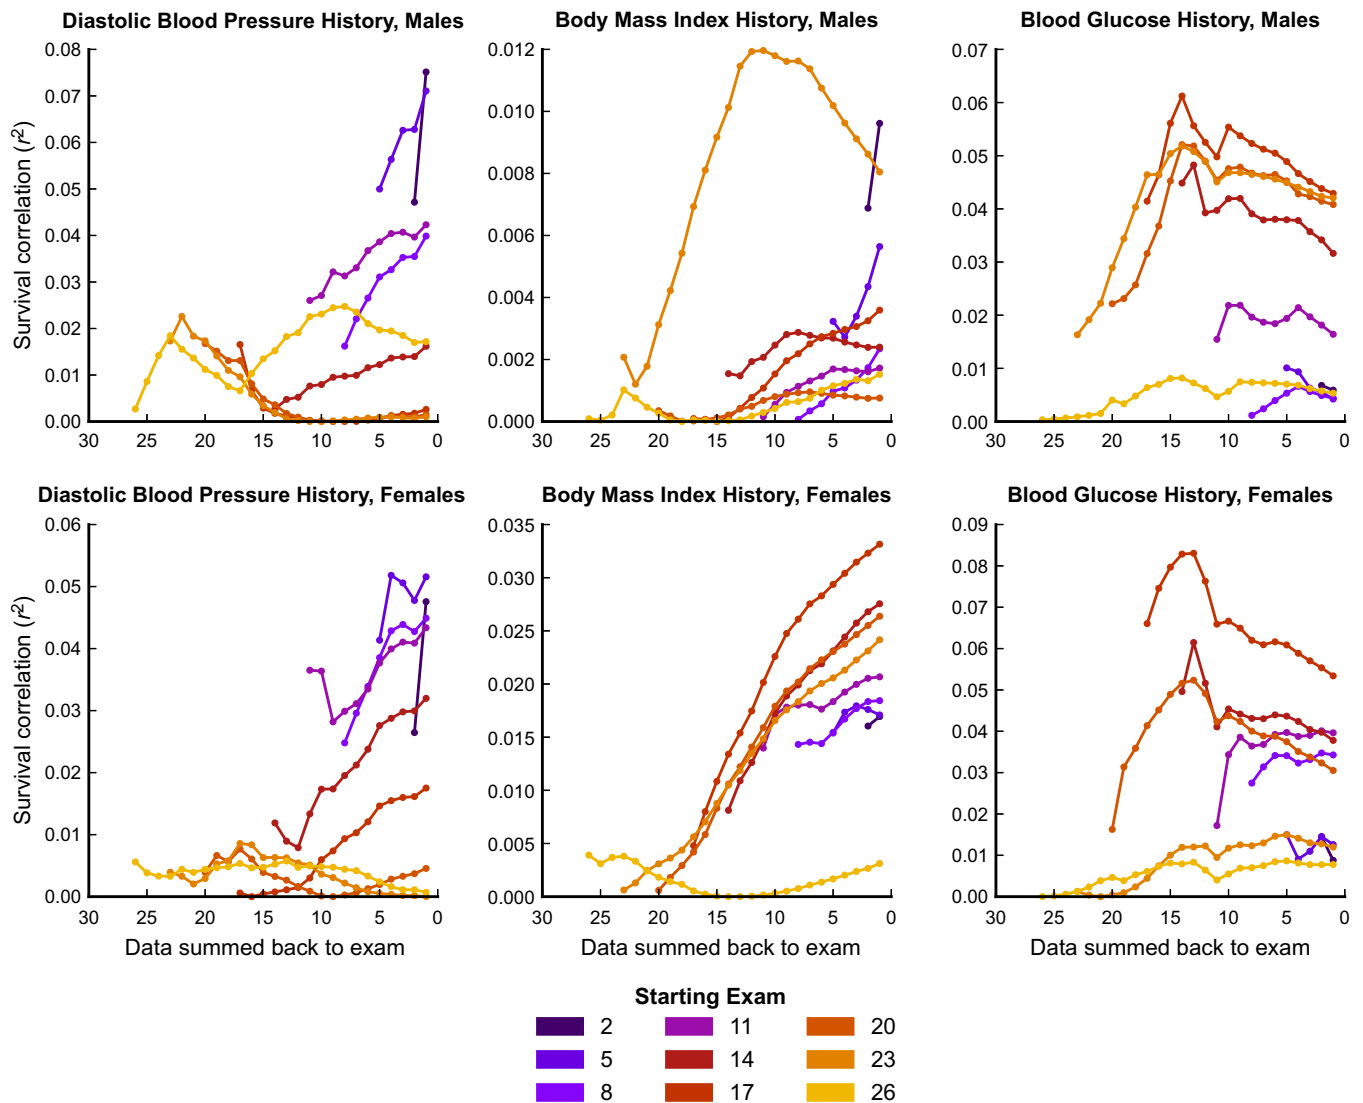 Diastolic Blood Pressure History, Males
Body Mass Index History, Males
Blood Glucose History, Males
Survival correlation (r²)
0.08
0.07
0.06
0.05
0.04
0.03
0.02
0.01
0.00
30 25 20 15 10 5 0
0.012
0.010
0.008
0.006
0.004
0.002
0.000
30 25 20 15 10 5 0
0.07
0.06
0.05
0.04
0.03
0.02
0.01
0.00
30 25 20 15 10 5 0
Diastolic Blood Pressure History, Females
Body Mass Index History, Females
Blood Glucose History, Females
Survival correlation (r²)
0.06
0.05
0.04
0.03
0.02
0.01
0.00
30 25 20 15 10 5 0
Data summed back to exam
0.035
0.030
0.025
0.020
0.015
0.010
0.005
0.000
30 25 20 15 10 5 0
Data summed back to exam
0.09
0.08
0.07
0.06
0.05
0.04
0.03
0.02
0.01
0.00
30 25 20 15 10 5 0
Data summed back to exam
Starting Exam
2 11 20
5 14 23
8 17 26